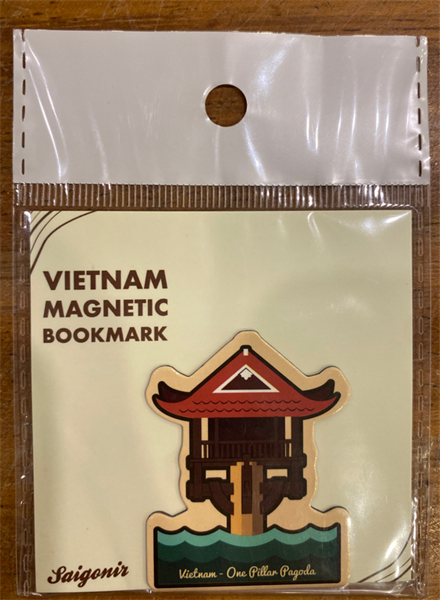 VIETNAM
MAGNETIC
BOOKMARK
Vietnam - One Pillar Pagoda
Saigonir